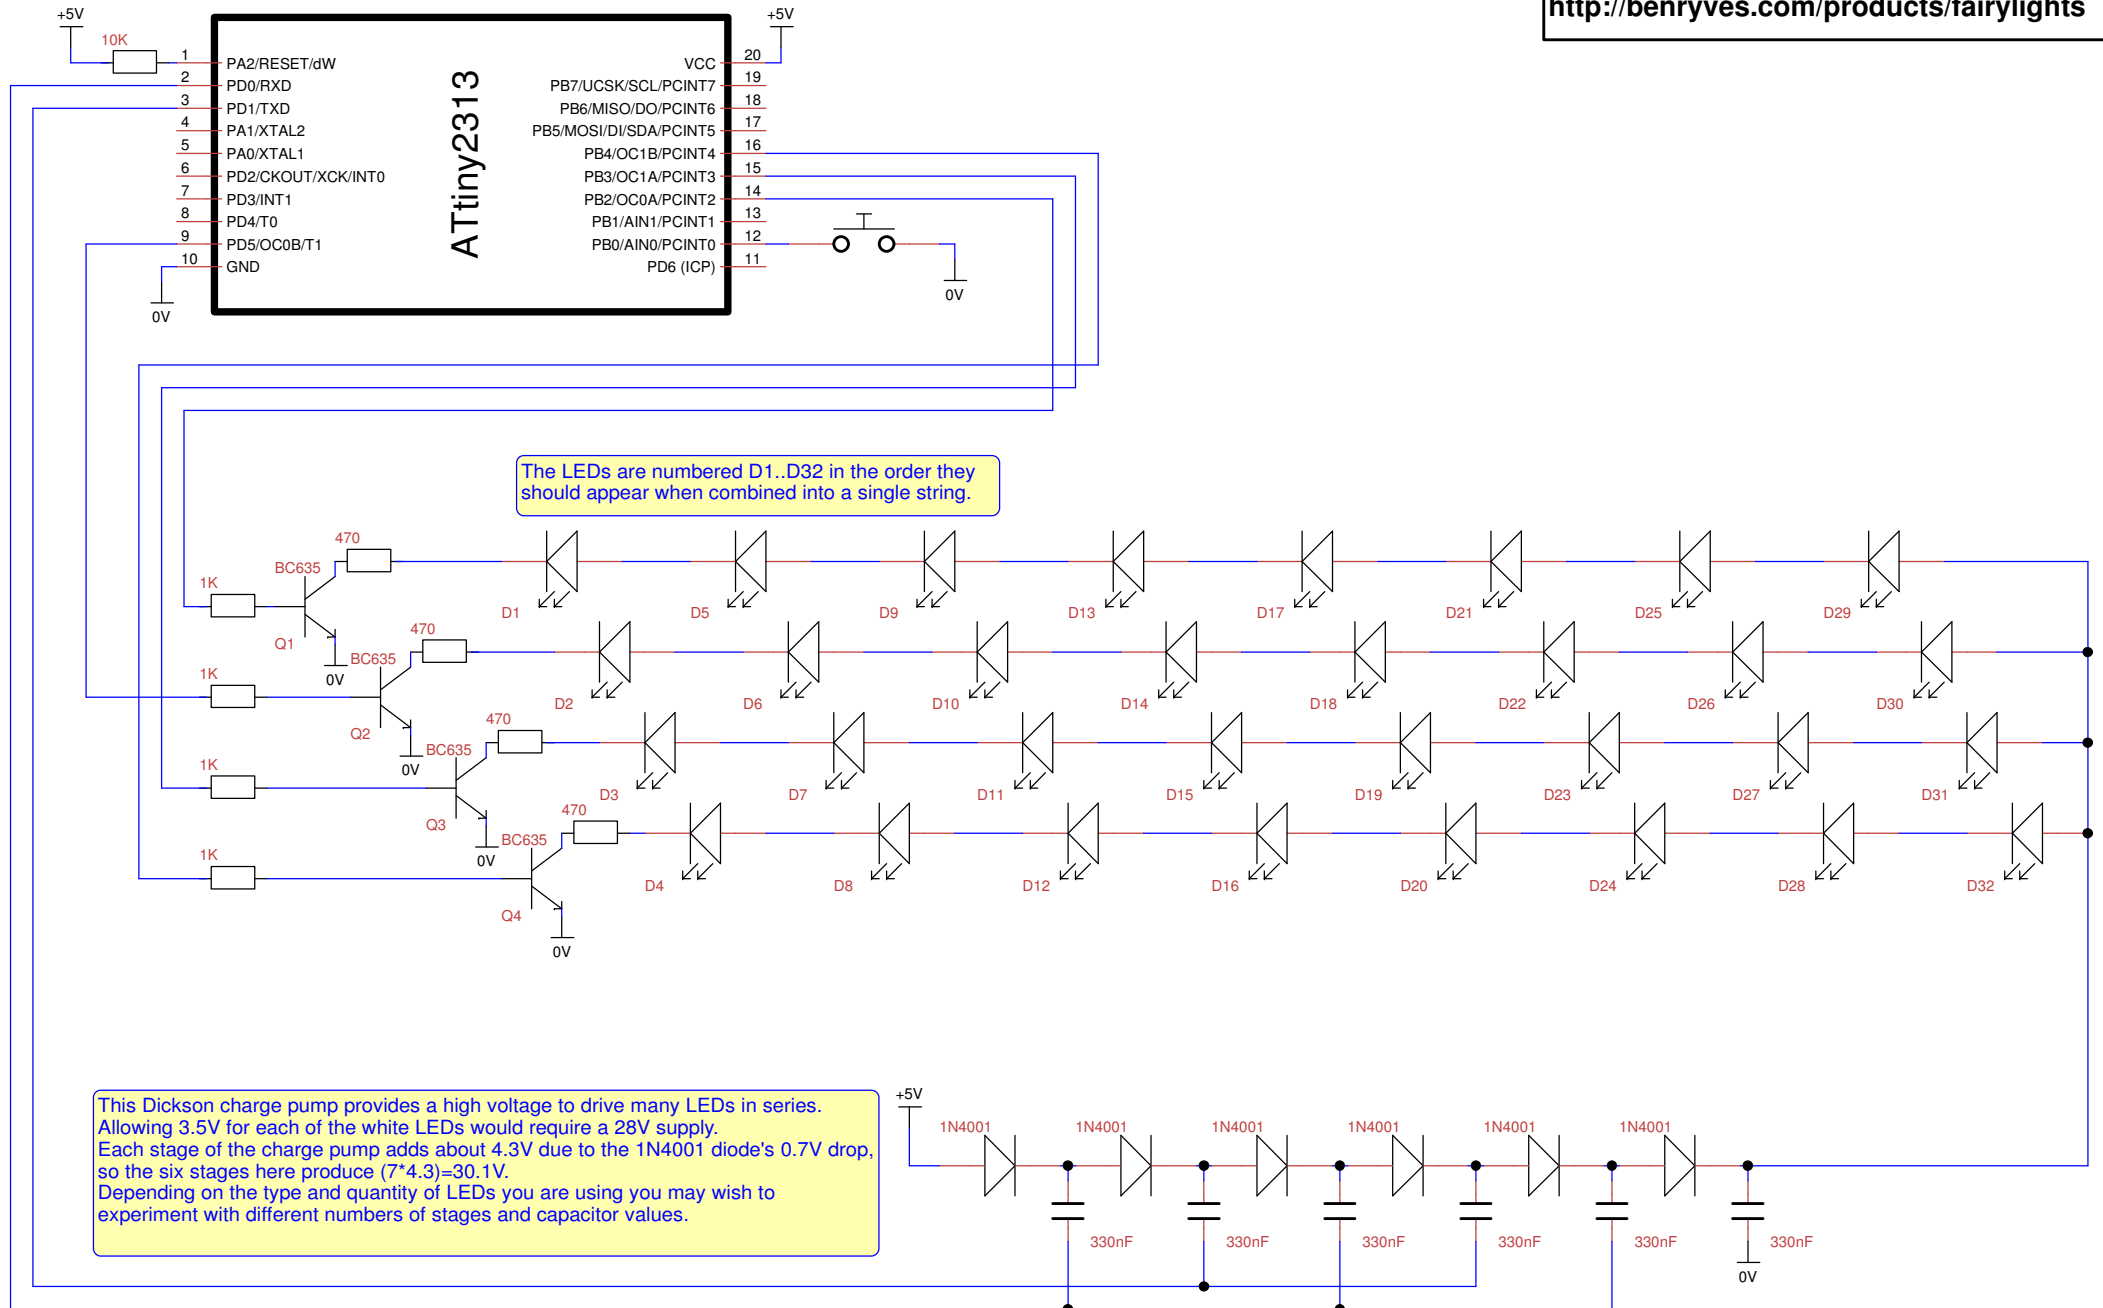 http://benryves.com/products/fairylights
+5V
10K
+5V
ATtiny2313
1 PA2/RESET/dW
2 PD0/RXD
3 PD1/TXD
4 PA1/XTAL2
5 PA0/XTAL1
6 PD2/CKOUT/XCK/INT0
7 PD3/INT1
8 PD4/T0
9 PD5/OC0B/T1
10 GND
VCC 20
PB7/UCSK/SCL/PCINT7 19
PB6/MISO/DO/PCINT6 18
PB5/MOSI/DI/SDA/PCINT5 17
PB4/OC1B/PCINT4 16
PB3/OC1A/PCINT3 15
PB2/OC0A/PCINT2 14
PB1/AIN1/PCINT1 13
PB0/AIN0/PCINT0 12
PD6 (ICP) 11
0V
0V
The LEDs are numbered D1..D32 in the order they
should appear when combined into a single string.
470
BC635
1K
Q1
0V
D1 D5 D9 D13 D17 D21 D25 D29
470
BC635
1K
Q2
0V
D2 D6 D10 D14 D18 D22 D26 D30
470
BC635
1K
Q3
0V
D3 D7 D11 D15 D19 D23 D27 D31
470
BC635
1K
Q4
0V
D4 D8 D12 D16 D20 D24 D28 D32
This Dickson charge pump provides a high voltage to drive many LEDs in series.
Allowing 3.5V for each of the white LEDs would require a 28V supply.
Each stage of the charge pump adds about 4.3V due to the 1N4001 diode's 0.7V drop,
so the six stages here produce (7*4.3)=30.1V.
Depending on the type and quantity of LEDs you are using you may wish to
experiment with different numbers of stages and capacitor values.
+5V
1N4001 1N4001 1N4001 1N4001 1N4001 1N4001
330nF 330nF 330nF 330nF 330nF 330nF
0V